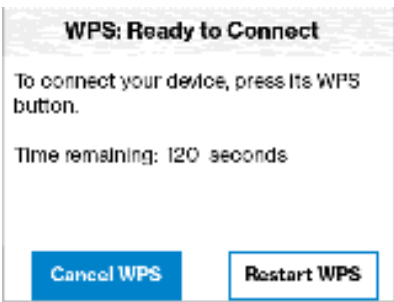 WPS: Ready to Connect
To connect your device, press its WPS
button.
Time remaining: 120 seconds
Cancel WPS
Restart WPS